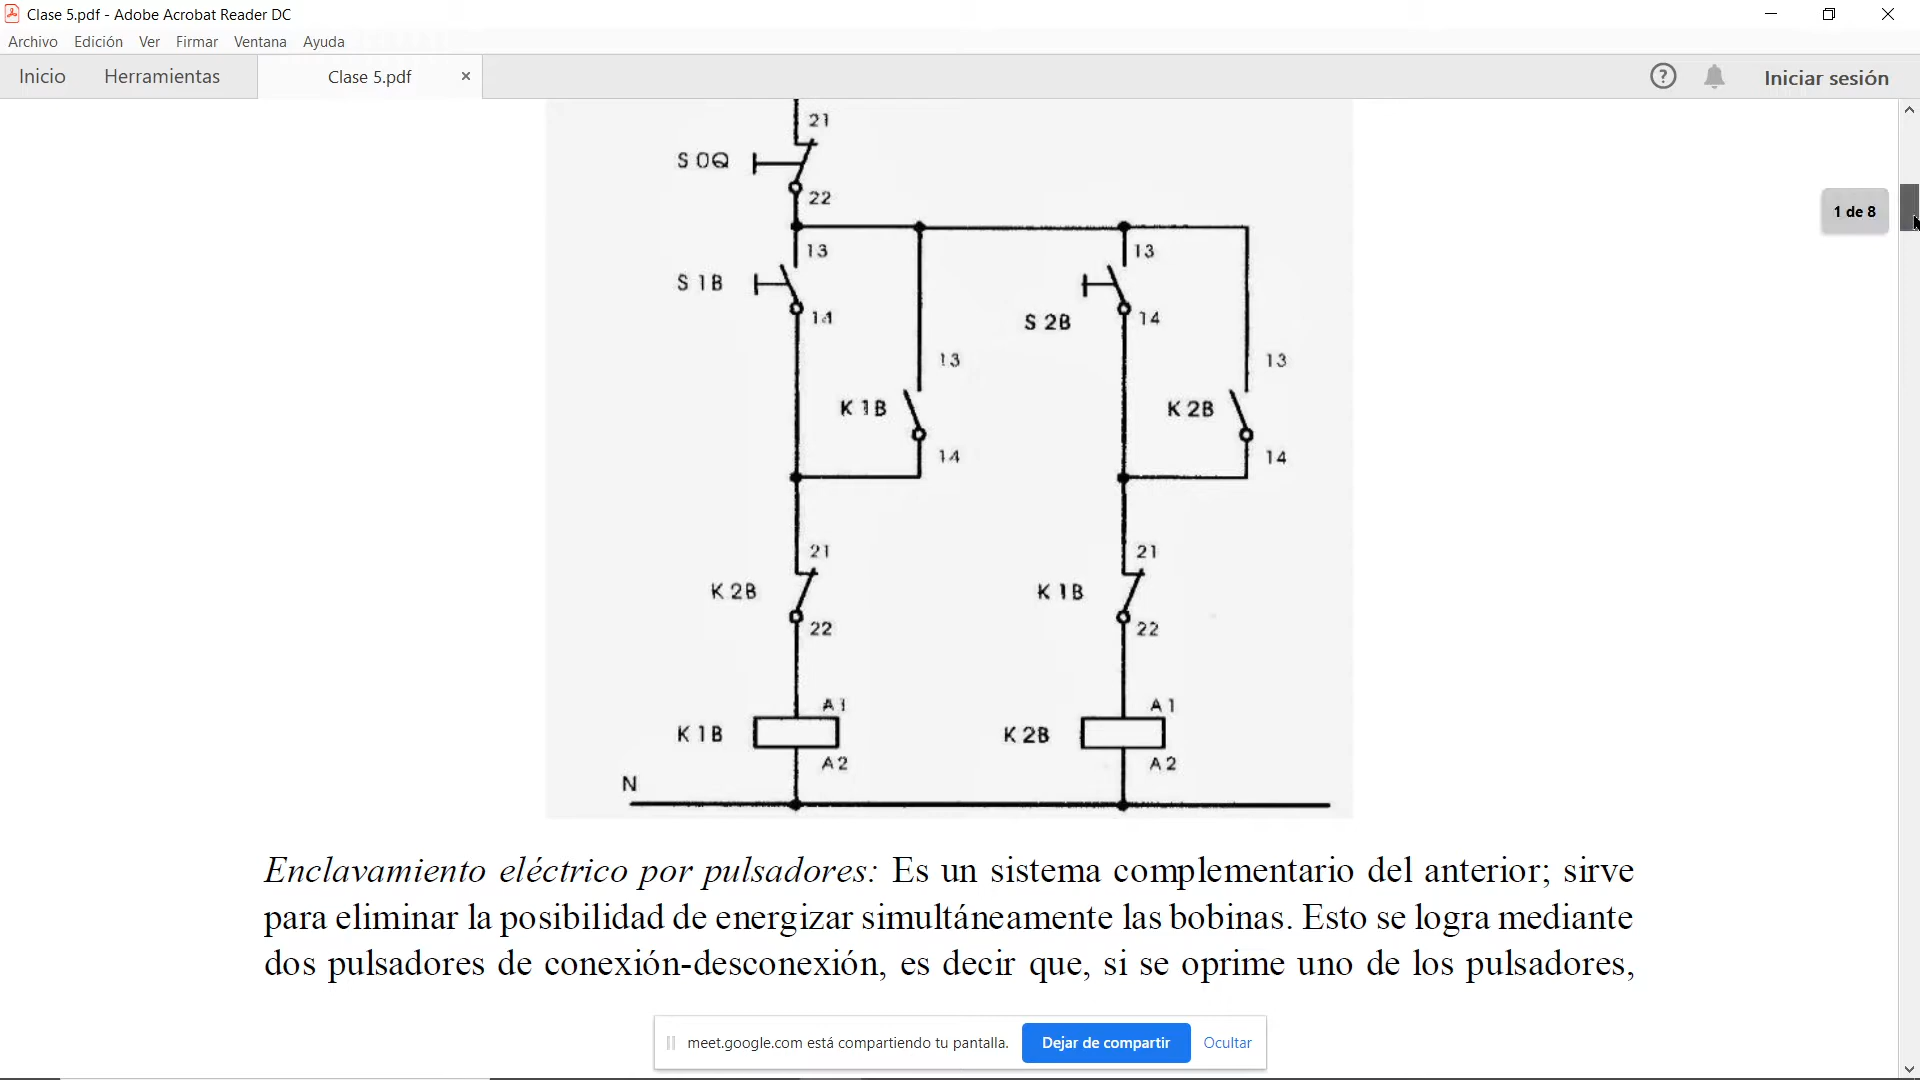 Clase 5.pdf - Adobe Acrobat Reader DC
Archivo Edición Ver Firmar Ventana Ayuda
Inicio Herramientas Clase 5.pdf × ? Iniciar sesión
21
S 0Q
22
1 de 8
13 13
S 1B
14 14
S 2B
13 13
K 1B K 2B
14 14
21 21
K 2B K 1B
22 22
A1 A1
K 1B K 2B
A2 A2
N
Enclavamiento eléctrico por pulsadores: Es un sistema complementario del anterior; sirve
para eliminar la posibilidad de energizar simultáneamente las bobinas. Esto se logra mediante
dos pulsadores de conexión-desconexión, es decir que, si se oprime uno de los pulsadores,
meet.google.com está compartiendo tu pantalla. Dejar de compartir Ocultar